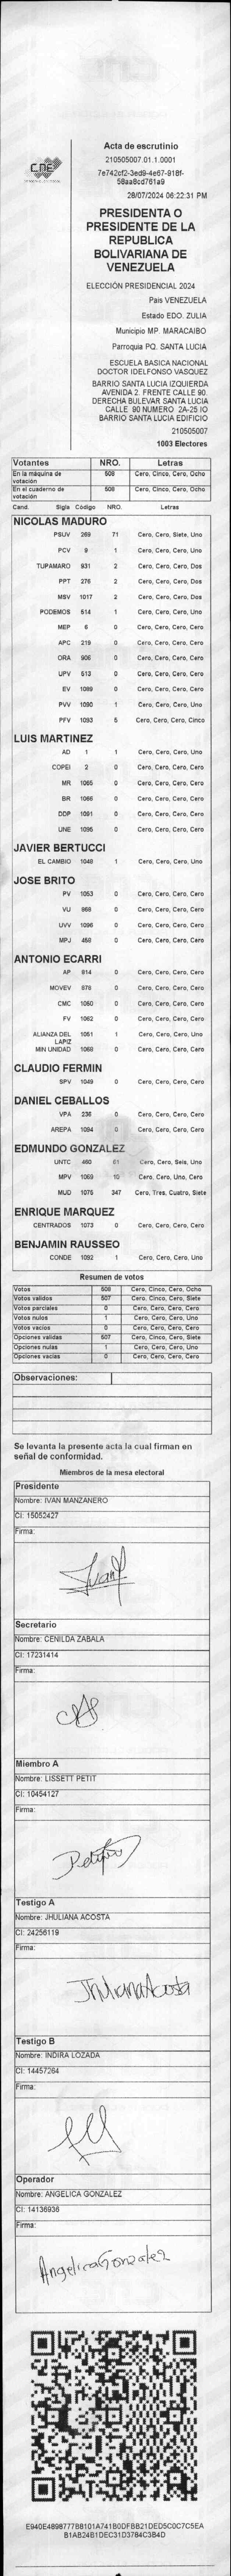 CNE
Acta de escrutinio
210505007.01.1.0001
7e742cf2-3ed9-4e67-918f-
58aa8cd761a9
28/07/2024 06:22:31 PM
PRESIDENTA O
PRESIDENTE DE LA
REPUBLICA
BOLIVARIANA DE
VENEZUELA
ELECCIÓN PRESIDENCIAL 2024
Pais VENEZUELA
Estado EDO. ZULIA
Municipio MP. MARACAIBO
Parroquia PQ. SANTA LUCIA
ESCUELA BASICA NACIONAL
DOCTOR IDELFONSO VASQUEZ
BARRIO SANTA LUCIA IZQUIERDA
AVENIDA 2. FRENTE CALLE 90.
DERECHA BULEVAR SANTA LUCIA
CALLE 90 NUMERO 2A-25 IO
BARRIO SANTA LUCIA EDIFICIO
210505007
1003 Electores
Votantes NRO. Letras
En la máquina de votación 508 Cero, Cinco, Cero, Ocho
En el cuaderno de votación 508 Cero, Cinco, Cero, Ocho
Cand. Sigla Código NRO. Letras
NICOLAS MADURO
PSUV 269 71 Cero, Cero, Siete, Uno
PCV 9 1 Cero, Cero, Cero, Uno
TUPAMARO 931 2 Cero, Cero, Cero, Dos
PPT 276 2 Cero, Cero, Cero, Dos
MSV 1017 2 Cero, Cero, Cero, Dos
PODEMOS 514 1 Cero, Cero, Cero, Uno
MEP 6 0 Cero, Cero, Cero, Cero
APC 219 0 Cero, Cero, Cero, Cero
ORA 906 0 Cero, Cero, Cero, Cero
UPV 513 0 Cero, Cero, Cero, Cero
EV 1089 0 Cero, Cero, Cero, Cero
PVV 1090 1 Cero, Cero, Cero, Uno
PFV 1093 5 Cero, Cero, Cero, Cinco
LUIS MARTINEZ
AD 1 1 Cero, Cero, Cero, Uno
COPEI 2 0 Cero, Cero, Cero, Cero
MR 1065 0 Cero, Cero, Cero, Cero
BR 1066 0 Cero, Cero, Cero, Cero
DDP 1091 0 Cero, Cero, Cero, Cero
UNE 1095 0 Cero, Cero, Cero, Cero
JAVIER BERTUCCI
EL CAMBIO 1048 1 Cero, Cero, Cero, Uno
JOSE BRITO
PV 1053 0 Cero, Cero, Cero, Cero
VU 868 0 Cero, Cero, Cero, Cero
UVV 1096 0 Cero, Cero, Cero, Cero
MPJ 458 0 Cero, Cero, Cero, Cero
ANTONIO ECARRI
AP 914 0 Cero, Cero, Cero, Cero
MOVEV 878 0 Cero, Cero, Cero, Cero
CMC 1050 0 Cero, Cero, Cero, Cero
FV 1062 0 Cero, Cero, Cero, Cero
ALIANZA DEL LAPIZ 1051 1 Cero, Cero, Cero, Uno
MIN UNIDAD 1068 0 Cero, Cero, Cero, Cero
CLAUDIO FERMIN
SPV 1049 0 Cero, Cero, Cero, Cero
DANIEL CEBALLOS
VPA 236 0 Cero, Cero, Cero, Cero
AREPA 1094 0 Cero, Cero, Cero, Cero
EDMUNDO GONZALEZ
UNTC 460 61 Cero, Cero, Seis, Uno
MPV 1069 10 Cero, Cero, Uno, Cero
MUD 1075 347 Cero, Tres, Cuatro, Siete
ENRIQUE MARQUEZ
CENTRADOS 1073 0 Cero, Cero, Cero, Cero
BENJAMIN RAUSSEO
CONDE 1092 1 Cero, Cero, Cero, Uno
Resumen de votos
Votos 508 Cero, Cinco, Cero, Ocho
Votos validos 507 Cero, Cinco, Cero, Siete
Votos parciales 0 Cero, Cero, Cero, Cero
Votos nulos 1 Cero, Cero, Cero, Uno
Votos vacios 0 Cero, Cero, Cero, Cero
Opciones validas 507 Cero, Cinco, Cero, Siete
Opciones nulas 1 Cero, Cero, Cero, Uno
Opciones vacias 0 Cero, Cero, Cero, Cero
Observaciones:
Se levanta la presente acta la cual firman en
señal de conformidad.
Miembros de la mesa electoral
Presidente
Nombre: IVAN MANZANERO
CI: 15052427
Firma:
Ivan
Secretario
Nombre: CENILDA ZABALA
CI: 17231414
Firma:
Miembro A
Nombre: LISSETT PETIT
CI: 10454127
Firma:
Testigo A
Nombre: JHULIANA ACOSTA
CI: 24256119
Firma:
Jhuliana Acosta
Testigo B
Nombre: INDIRA LOZADA
CI: 14457264
Firma:
Operador
Nombre: ANGELICA GONZALEZ
CI: 14136936
Firma:
Angelica Gonzalez
E940E4898777B8101A741B0DFBB21DED5C0C7C5EA
B1AB24B1DEC31D3784C3B4D